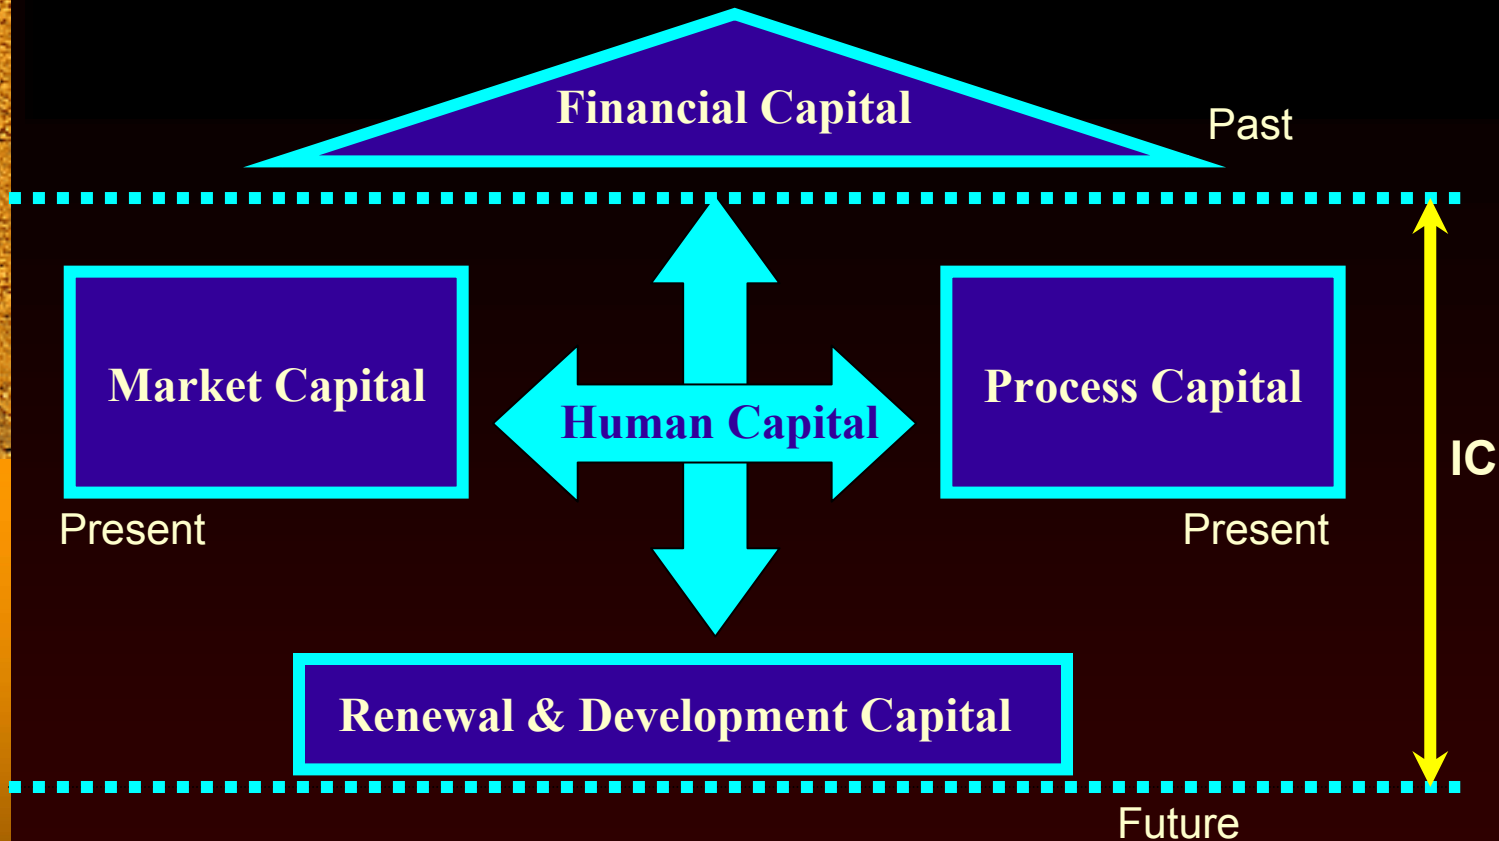 Financial Capital
Past
Market Capital
Human Capital
Process Capital
IC
Present
Present
Renewal & Development Capital
Future